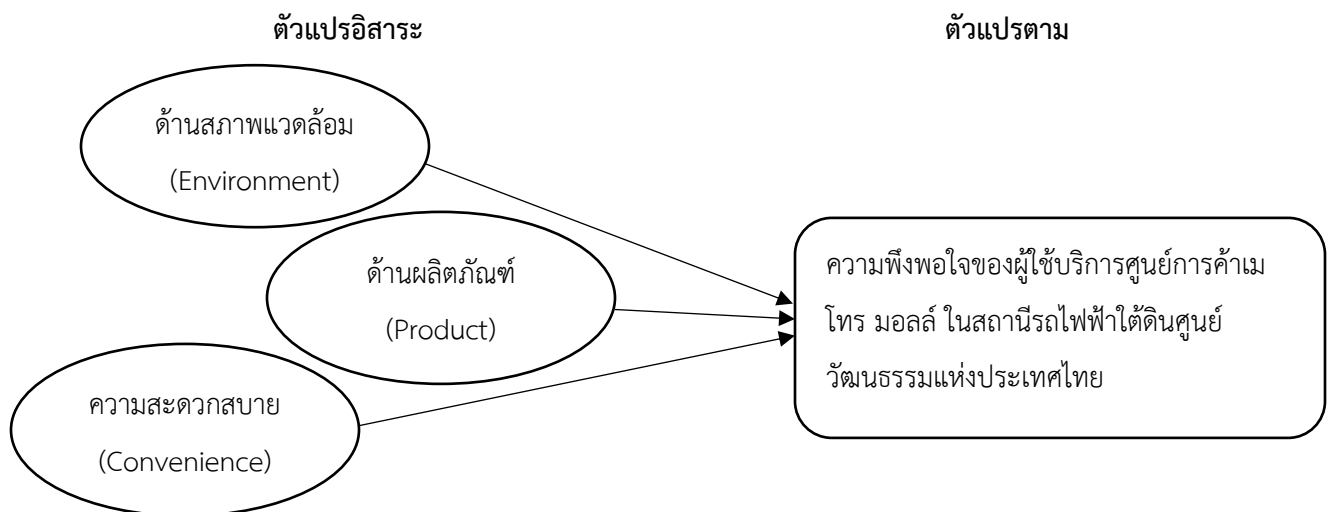 ตัวแปรอิสาระ
ตัวแปรตาม
ด้านสภาพแวดล้อม
(Environment)
ด้านผลิตภัณฑ์
(Product)
ความสะดวกสบาย
(Convenience)
ความพึงพอใจของผู้ใช้บริการศูนย์การค้าเม
โทร มอลล์ ในสถานีรถไฟฟ้าใต้ดินศูนย์
วัฒนธรรมแห่งประเทศไทย